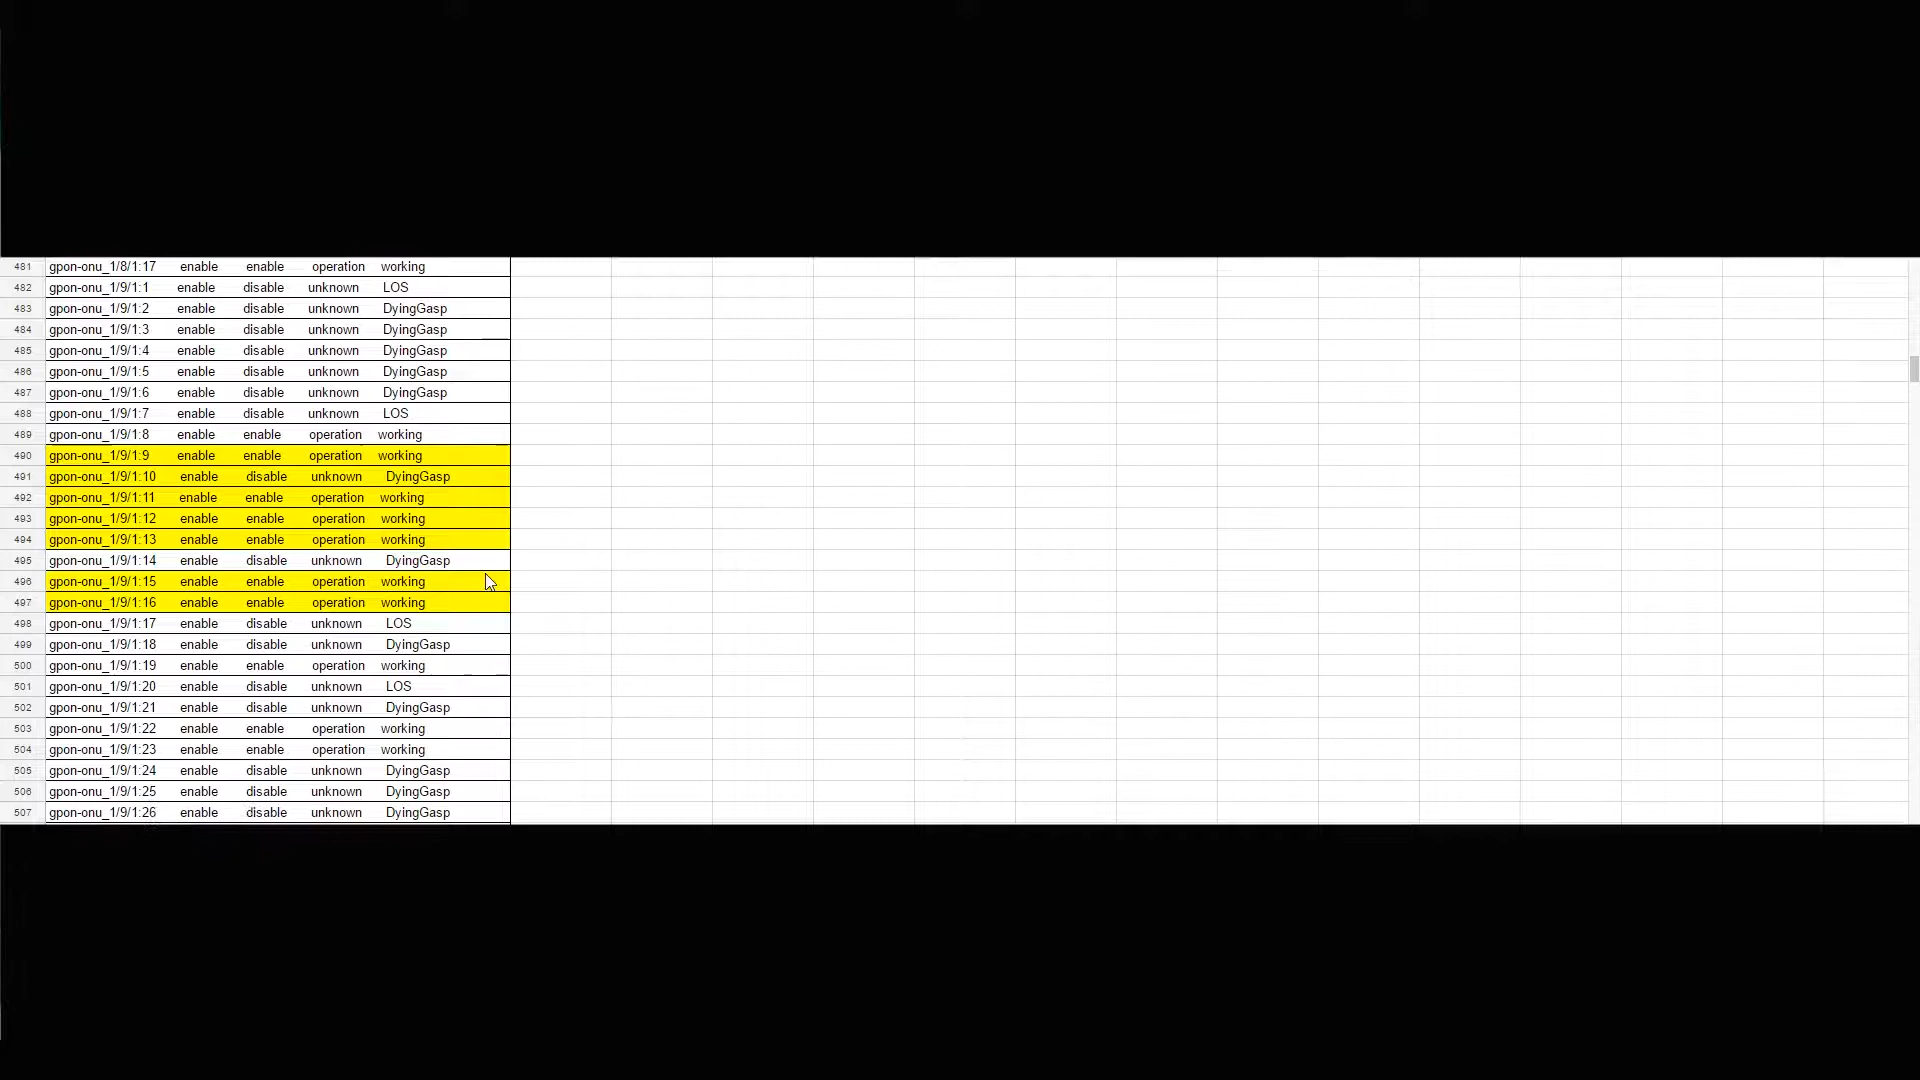 481 gpon-onu_1/8/1:17 enable enable operation working
482 gpon-onu_1/9/1:1 enable disable unknown LOS
483 gpon-onu_1/9/1:2 enable disable unknown DyingGasp
484 gpon-onu_1/9/1:3 enable disable unknown DyingGasp
485 gpon-onu_1/9/1:4 enable disable unknown DyingGasp
486 gpon-onu_1/9/1:5 enable disable unknown DyingGasp
487 gpon-onu_1/9/1:6 enable disable unknown DyingGasp
488 gpon-onu_1/9/1:7 enable disable unknown LOS
489 gpon-onu_1/9/1:8 enable enable operation working
490 gpon-onu_1/9/1:9 enable enable operation working
491 gpon-onu_1/9/1:10 enable disable unknown DyingGasp
492 gpon-onu_1/9/1:11 enable enable operation working
493 gpon-onu_1/9/1:12 enable enable operation working
494 gpon-onu_1/9/1:13 enable enable operation working
495 gpon-onu_1/9/1:14 enable disable unknown DyingGasp
496 gpon-onu_1/9/1:15 enable enable operation working
497 gpon-onu_1/9/1:16 enable enable operation working
498 gpon-onu_1/9/1:17 enable disable unknown LOS
499 gpon-onu_1/9/1:18 enable disable unknown DyingGasp
500 gpon-onu_1/9/1:19 enable enable operation working
501 gpon-onu_1/9/1:20 enable disable unknown LOS
502 gpon-onu_1/9/1:21 enable disable unknown DyingGasp
503 gpon-onu_1/9/1:22 enable enable operation working
504 gpon-onu_1/9/1:23 enable enable operation working
505 gpon-onu_1/9/1:24 enable disable unknown DyingGasp
506 gpon-onu_1/9/1:25 enable disable unknown DyingGasp
507 gpon-onu_1/9/1:26 enable disable unknown DyingGasp